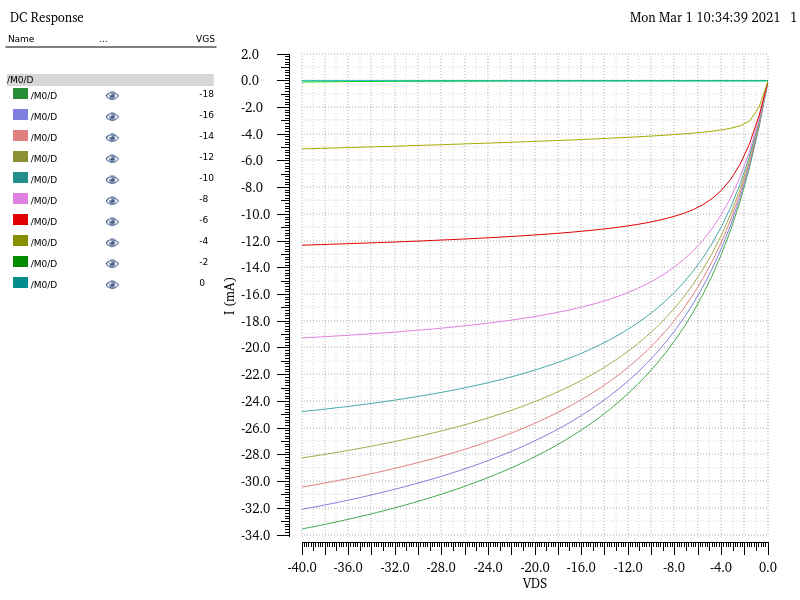 DC Response
Mon Mar 1 10:34:39 2021 1
Name ... VGS
/M0/D
/M0/D -18
/M0/D -16
/M0/D -14
/M0/D -12
/M0/D -10
/M0/D -8
/M0/D -6
/M0/D -4
/M0/D -2
/M0/D 0
I (mA)
2.0
0.0
-2.0
-4.0
-6.0
-8.0
-10.0
-12.0
-14.0
-16.0
-18.0
-20.0
-22.0
-24.0
-26.0
-28.0
-30.0
-32.0
-34.0
-40.0 -36.0 -32.0 -28.0 -24.0 -20.0 -16.0 -12.0 -8.0 -4.0 0.0
VDS